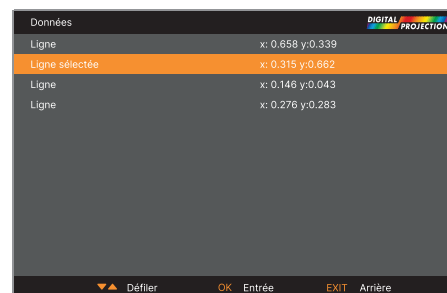 Données
DIGITAL PROJECTION
Ligne x: 0.658 y:0.339
Ligne sélectée x: 0.315 y:0.662
Ligne x: 0.146 y:0.043
Ligne x: 0.276 y:0.283
Défiler OK Entrée EXIT Arrière